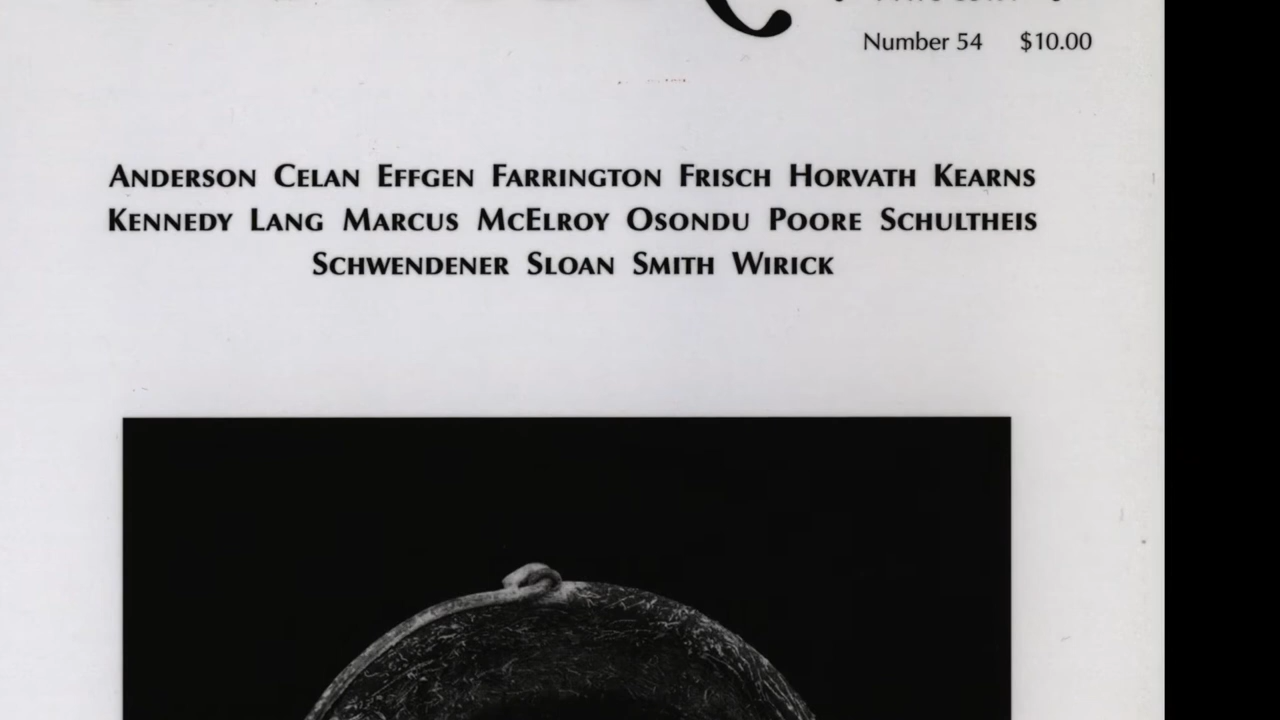 Number 54 $10.00
ANDERSON CELAN EFFGEN FARRINGTON FRISCH HORVATH KEARNS
KENNEDY LANG MARCUS MCELROY OSONDU POORE SCHULTHEIS
SCHWENDENER SLOAN SMITH WIRICK